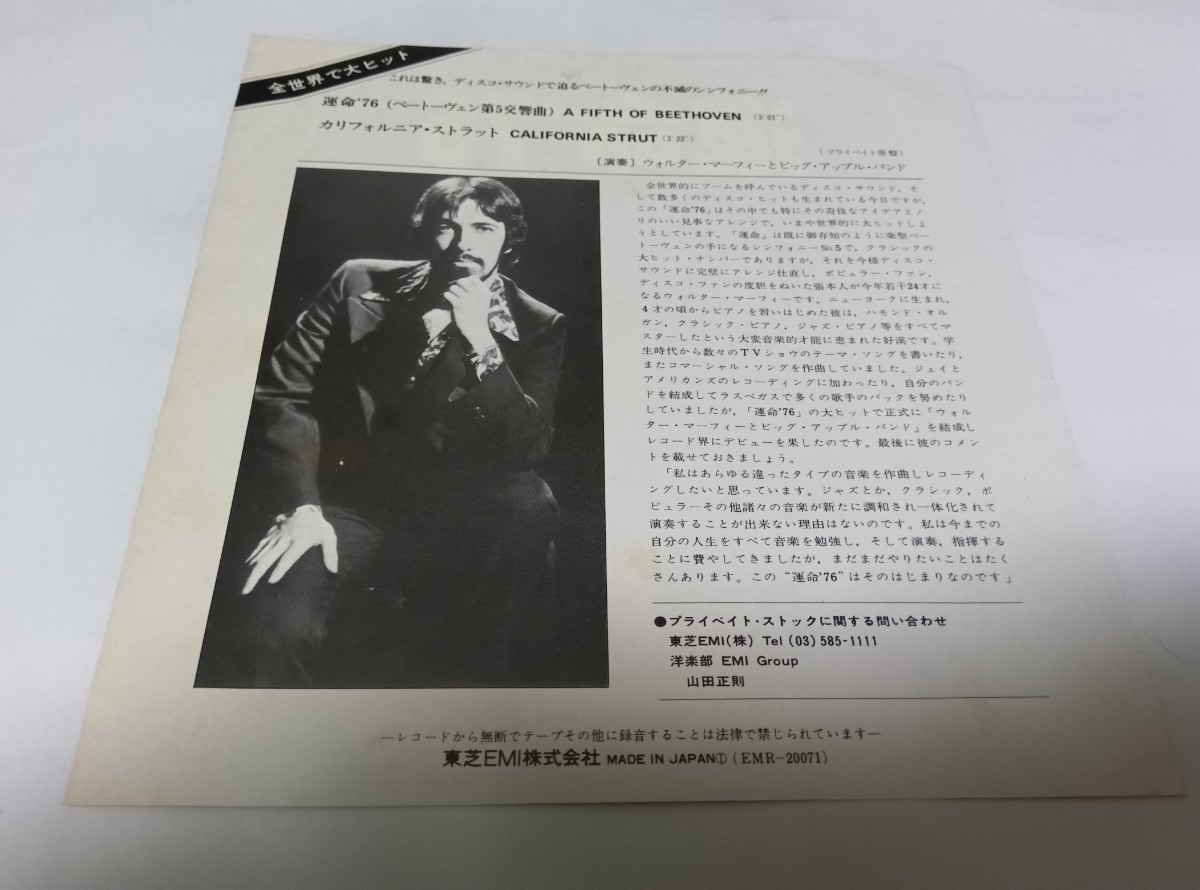 全世界で大ヒット
これは驚き、ディスコ・サウンドで迫るベートーヴェンの不滅のシンフォニー!!
運命'76 (ベートーヴェン第5交響曲) A FIFTH OF BEETHOVEN (3'01")
カリフォルニア・ストラット CALIFORNIA STRUT (3'22")
(プライベイト原盤)
〔演奏〕ウォルター・マーフィーとビッグ・アップル・バンド
全世界的にブームを呼んでいるディスコ・サウンド、そ
して数多くのディスコ・ヒットも生まれている今日ですが、
この「運命'76」はその中でも特にその奇抜なアイデアとノ
リのいい見事なアレンジで、いまや世界的に大ヒットしよ
うとしています。「運命」は既に御存知のように楽聖ベー
トーヴェンの手になるシンフォニーNo.5で、クラシックの
大ヒット・ナンバーでありますが、それを今様ディスコ・
サウンドに完璧にアレンジ仕直し、ポピュラー・ファン、
ディスコ・ファンの度胆をぬいた張本人が今年若干24才に
なるウォルター・マーフィーです。ニューヨークに生まれ、
4才の頃からピアノを習いはじめた彼は、ハモンド・オル
ガン、クラシック・ピアノ、ジャズ・ピアノ等をすべてマ
スターしたという大変音楽的才能に恵まれた好漢です。学
生時代から数々のTVショウのテーマ・ソングを書いたり、
またコマーシャル・ソングを作曲していました。ジェイと
アメリカンズのレコーディングに加わったり、自分のバン
ドを結成してラスベガスで多くの歌手のバックを努めたり
していましたが、「運命'76」の大ヒットで正式に「ウォル
ター・マーフィーとビッグ・アップル・バンド」を結成し
レコード界にデビューを果したのです。最後に彼のコメン
トを載せておきましょう。
「私はあらゆる違ったタイプの音楽を作曲しレコーディ
ングしたいと思っています。ジャズとか、クラシック、ポ
ピュラーその他諸々の音楽が新たに調和され一体化されて
演奏することが出来ない理由はないのです。私は今までの
自分の人生をすべて音楽を勉強し、そして演奏、指揮する
ことに費やしてきましたが、まだまだやりたいことはたく
さんあります。この“運命'76”はそのはじまりなのです」
●プライベイト・ストックに関する問い合わせ
東芝EMI(株) Tel (03) 585-1111
洋楽部 EMI Group
山田正則
―レコードから無断でテープその他に録音することは法律で禁じられています―
東芝EMI株式会社 MADE IN JAPAN① (EMR-20071)